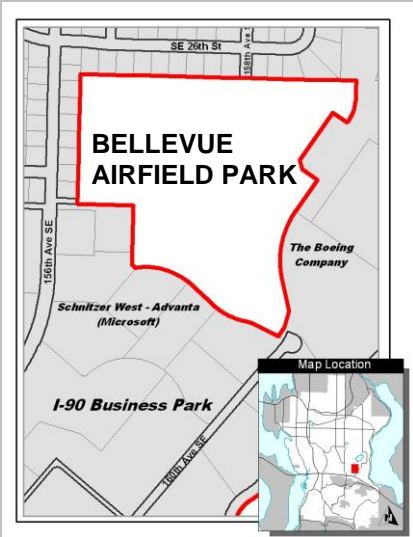 SE 26th St
158th Ave
BELLEVUE
AIRFIELD PARK
156th Ave SE
The Boeing
Company
Schnitzer West - Advanta
(Microsoft)
I-90 Business Park
160th Ave SE
Map Location